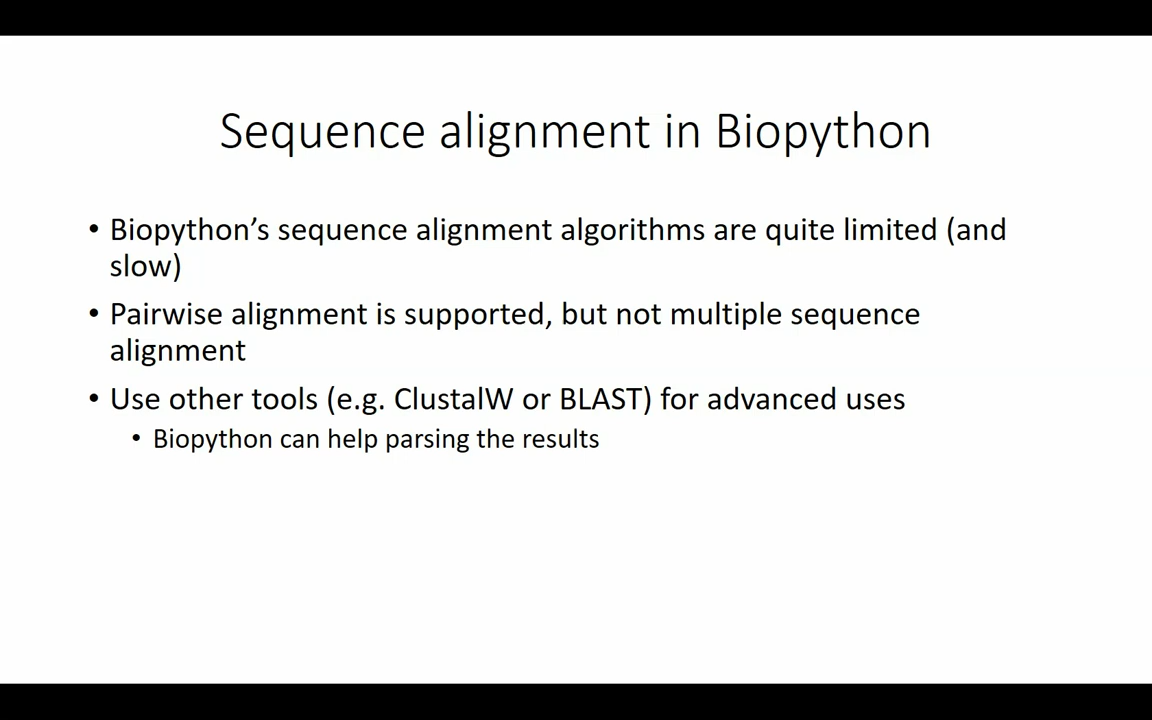 Sequence alignment in Biopython
• Biopython’s sequence alignment algorithms are quite limited (and
slow)
• Pairwise alignment is supported, but not multiple sequence
alignment
• Use other tools (e.g. ClustalW or BLAST) for advanced uses
• Biopython can help parsing the results